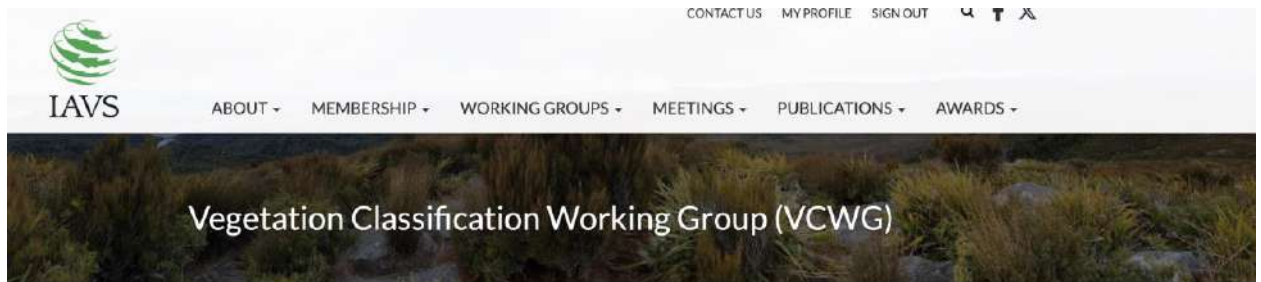 CONTACT US MY PROFILE SIGN OUT
IAVS
ABOUT MEMBERSHIP WORKING GROUPS MEETINGS PUBLICATIONS AWARDS
Vegetation Classification Working Group (VCWG)